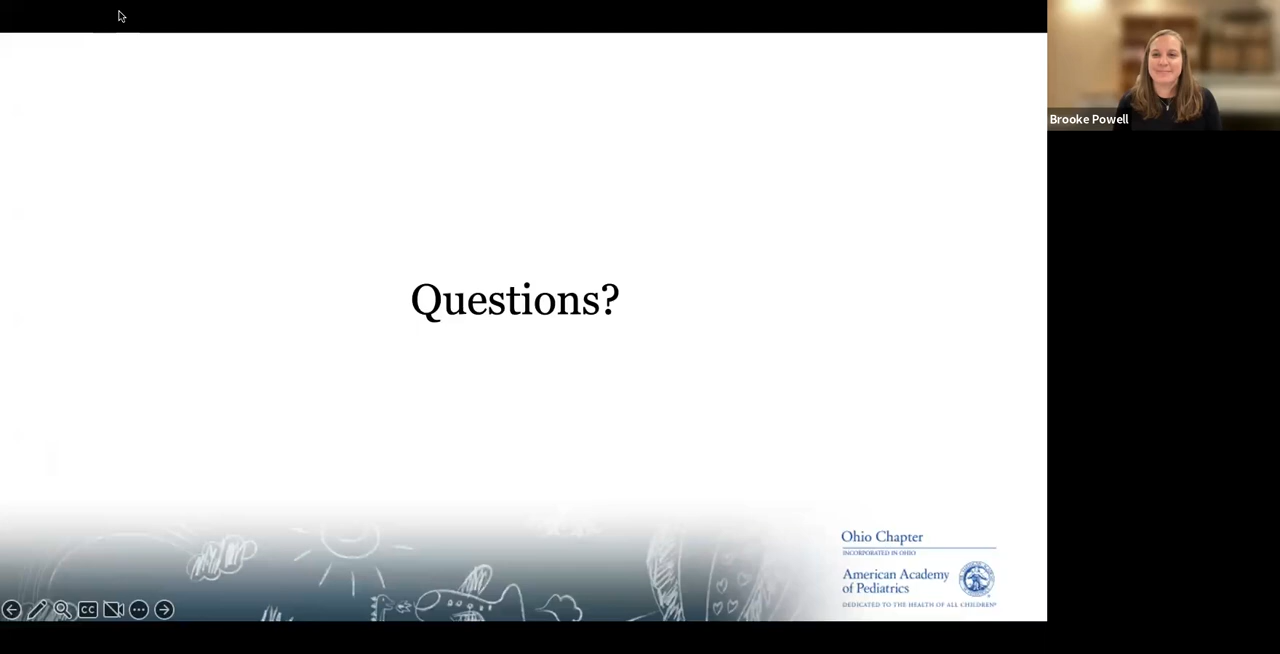 Brooke Powell
Questions?
Ohio Chapter
INCORPORATED IN OHIO
American Academy
of Pediatrics
DEDICATED TO THE HEALTH OF ALL CHILDREN®
CC